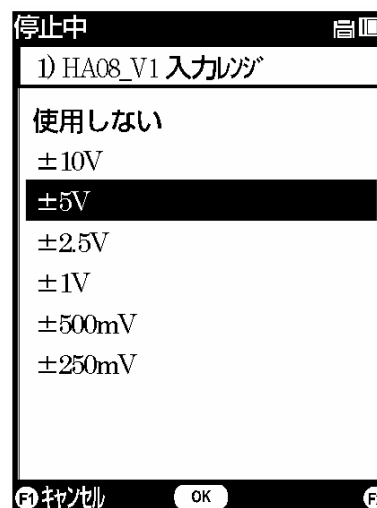 停止中
1) HA08_V1 入力ﾚﾝｼﾞ
使用しない
±10V
±5V
±2.5V
±1V
±500mV
±250mV
F1 ｷｬﾝｾﾙ OK